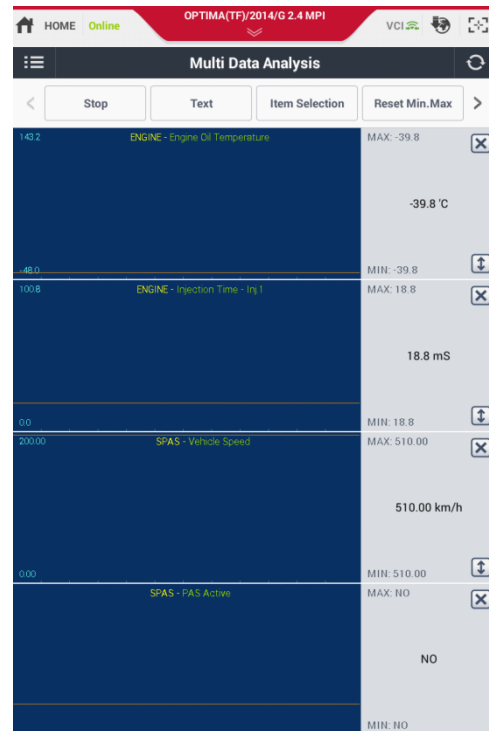 OPTIMA(TF)/2014/G 2.4 MPI
HOME Online VCI
Multi Data Analysis
< Stop Text Item Selection Reset Min.Max >
143.2 ENGINE - Engine Oil Temperature MAX: -39.8
-39.8 'C
-48.0 MIN: -39.8
100.8 ENGINE - Injection Time - Inj.1 MAX: 18.8
18.8 mS
0.0 MIN: 18.8
200.00 SPAS - Vehicle Speed MAX: 510.00
510.00 km/h
0.00 MIN: 510.00
SPAS - PAS Active MAX: NO
NO
MIN: NO